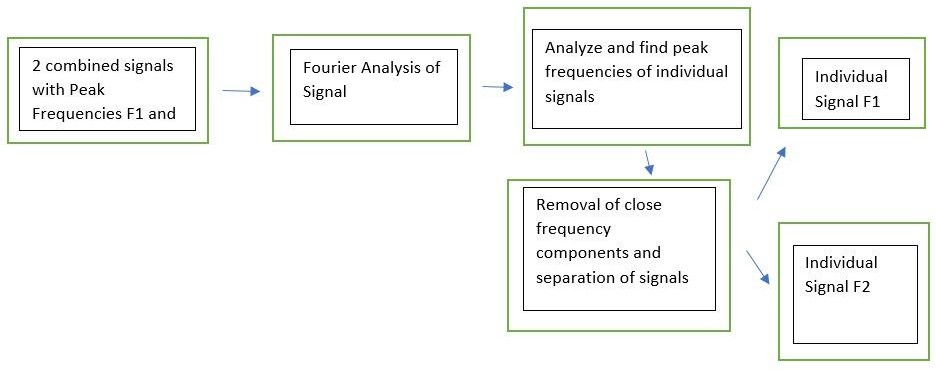 2 combined signals
with Peak
Frequencies F1 and
Fourier Analysis of
Signal
Analyze and find peak
frequencies of individual
signals
Removal of close
frequency
components and
separation of signals
Individual
Signal F1
Individual
Signal F2